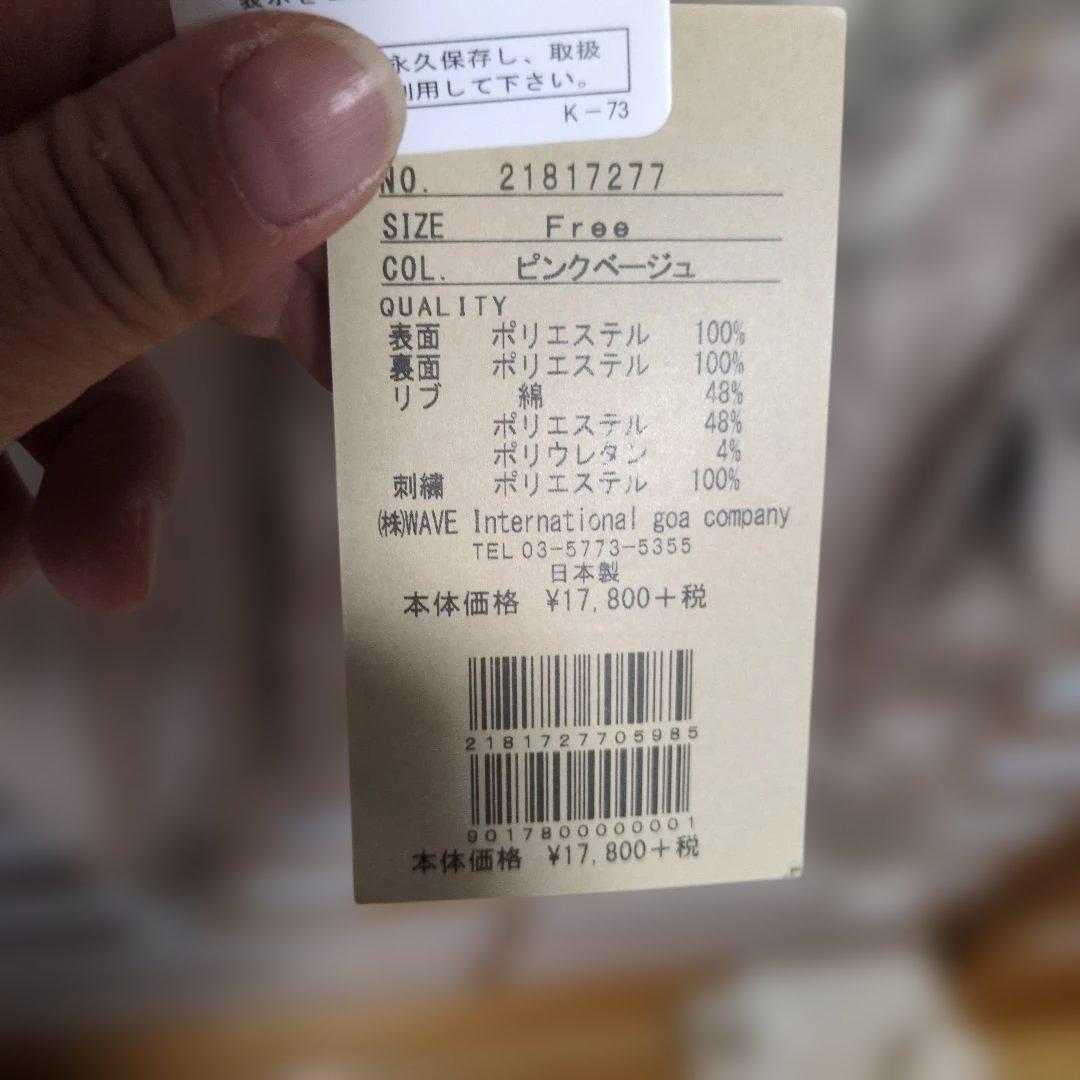 永久保存し、取扱
利用して下さい。
K-73
NO. 21817277
SIZE Free
COL. ピンクベージュ
QUALITY
表面 ポリエステル 100%
裏面 ポリエステル 100%
リブ 綿 48%
ポリエステル 48%
ポリウレタン 4%
刺繍 ポリエステル 100%
㈱WAVE International goa company
TEL 03-5773-5355
日本製
本体価格 ¥17,800+税
2181727705985
9017800000001
本体価格 ¥17,800+税